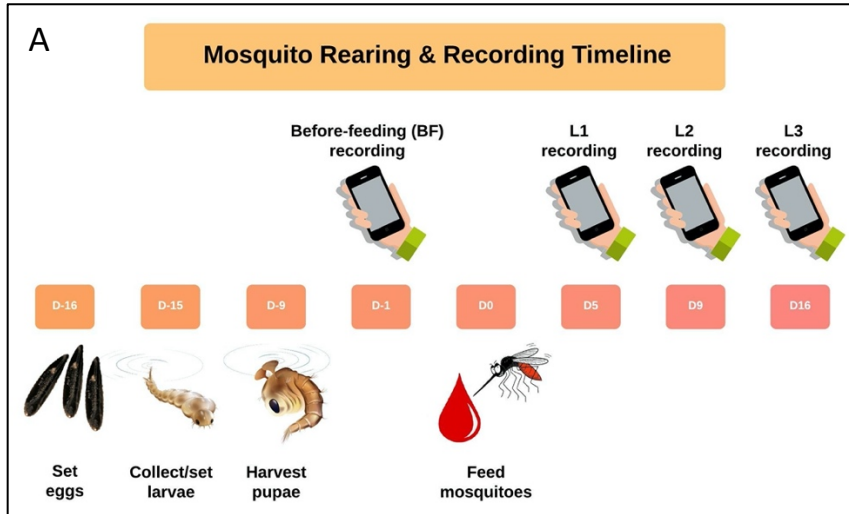 A
Mosquito Rearing & Recording Timeline
Before-feeding (BF)
recording
L1
recording
L2
recording
L3
recording
D-16
D-15
D-9
D-1
D0
D5
D9
D16
Set
eggs
Collect/set
larvae
Harvest
pupae
Feed
mosquitoes